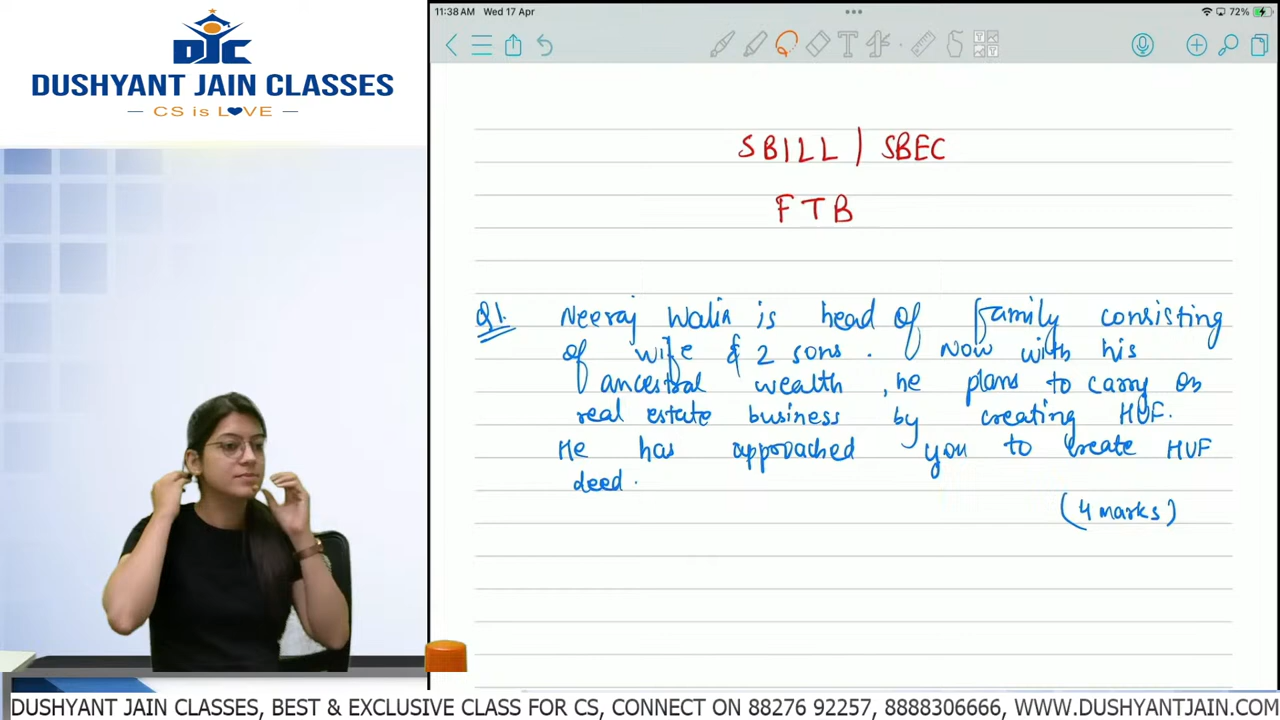 DJC
DUSHYANT JAIN CLASSES
CS is LOVE
11:38 AM Wed 17 Apr
72%
SBILL | SBEC
FTB
Q1. Neeraj Walia is head of family consisting
of wife & 2 sons. Now with his
ancestral wealth, he plans to carry on
real estate business by creating HUF.
He has approached you to create HUF
deed.
(4 marks)
DUSHYANT JAIN CLASSES, BEST & EXCLUSIVE CLASS FOR CS, CONNECT ON 88276 92257, 8888306666, WWW.DUSHYANTJAIN.COM